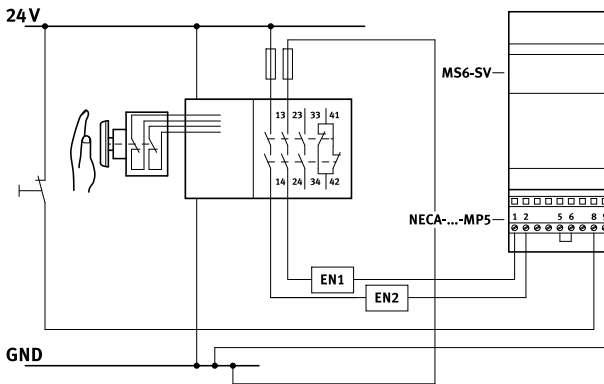 24 V
MS6-SV
13 23 33 41
14 24 34 42
NECA-...-MP5
1 2 5 6 8
EN1
EN2
GND